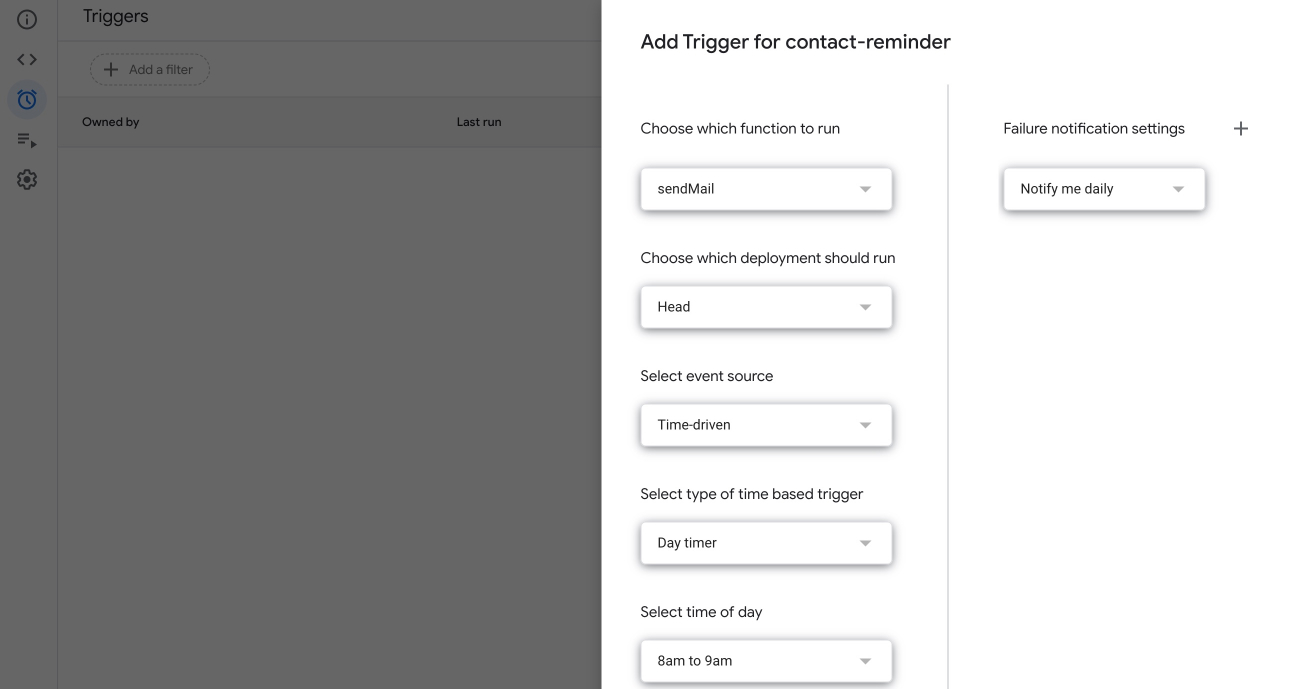 Triggers
Add a filter
Owned by
Last run
Add Trigger for contact-reminder
Choose which function to run
sendMail
Choose which deployment should run
Head
Select event source
Time-driven
Select type of time based trigger
Day timer
Select time of day
8am to 9am
Failure notification settings
Notify me daily